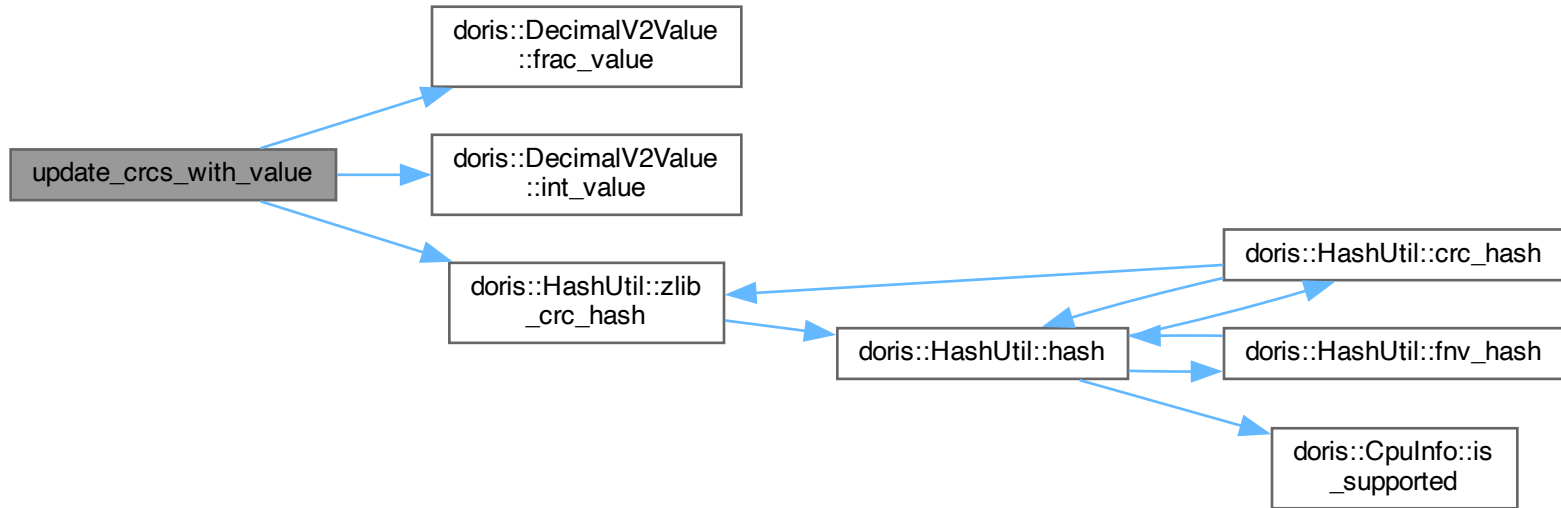 doris::DecimalV2Value
::frac_value
update_crcs_with_value
doris::DecimalV2Value
::int_value
doris::HashUtil::zlib
_crc_hash
doris::HashUtil::hash
doris::HashUtil::crc_hash
doris::HashUtil::fnv_hash
doris::CpuInfo::is
_supported